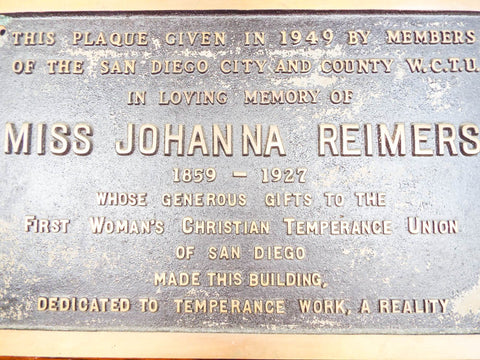 THIS PLAQUE GIVEN IN 1949 BY MEMBERS
OF THE SAN DIEGO CITY AND COUNTY W.C.T.U.
IN LOVING MEMORY OF
MISS JOHANNA REIMERS
1859 - 1927
WHOSE GENEROUS GIFTS TO THE
FIRST WOMAN'S CHRISTIAN TEMPERANCE UNION
OF SAN DIEGO
MADE THIS BUILDING,
DEDICATED TO TEMPERANCE WORK, A REALITY